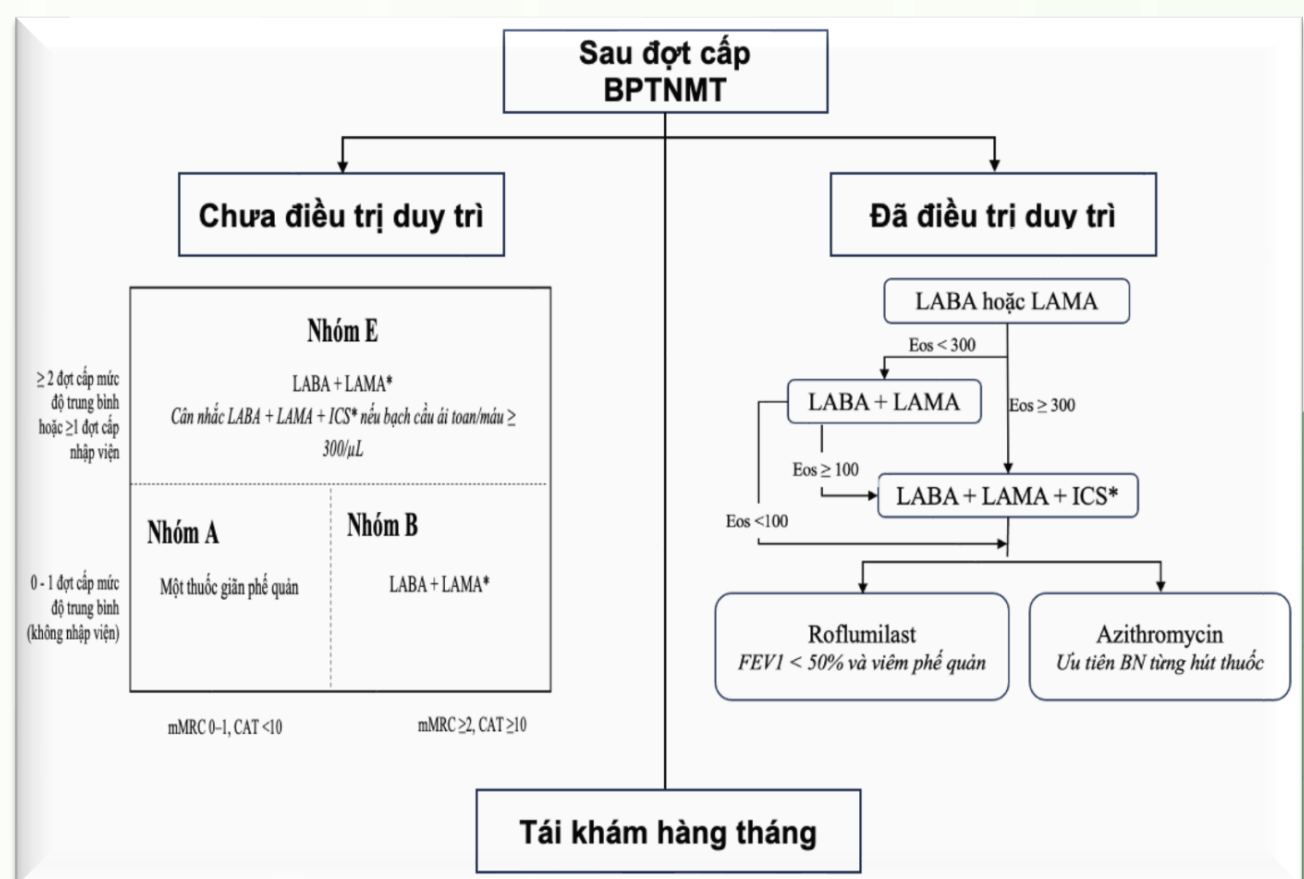 Sau đợt cấp
BPTNMT
Chưa điều trị duy trì
Đã điều trị duy trì
Nhóm E
LABA + LAMA*
Cân nhắc LABA + LAMA + ICS* nếu bạch cầu ái toan/máu ≥
300/µL
≥ 2 đợt cấp mức
độ trung bình
hoặc ≥1 đợt cấp
nhập viện
Nhóm A
Một thuốc giãn phế quản
Nhóm B
LABA + LAMA*
0 - 1 đợt cấp mức
độ trung bình
(không nhập viện)
mMRC 0–1, CAT <10
mMRC ≥2, CAT ≥10
LABA hoặc LAMA
Eos < 300
LABA + LAMA
Eos ≥ 300
Eos ≥ 100
LABA + LAMA + ICS*
Eos <100
Roflumilast
FEV1 < 50% và viêm phế quản
Azithromycin
Ưu tiên BN từng hút thuốc
Tái khám hàng tháng